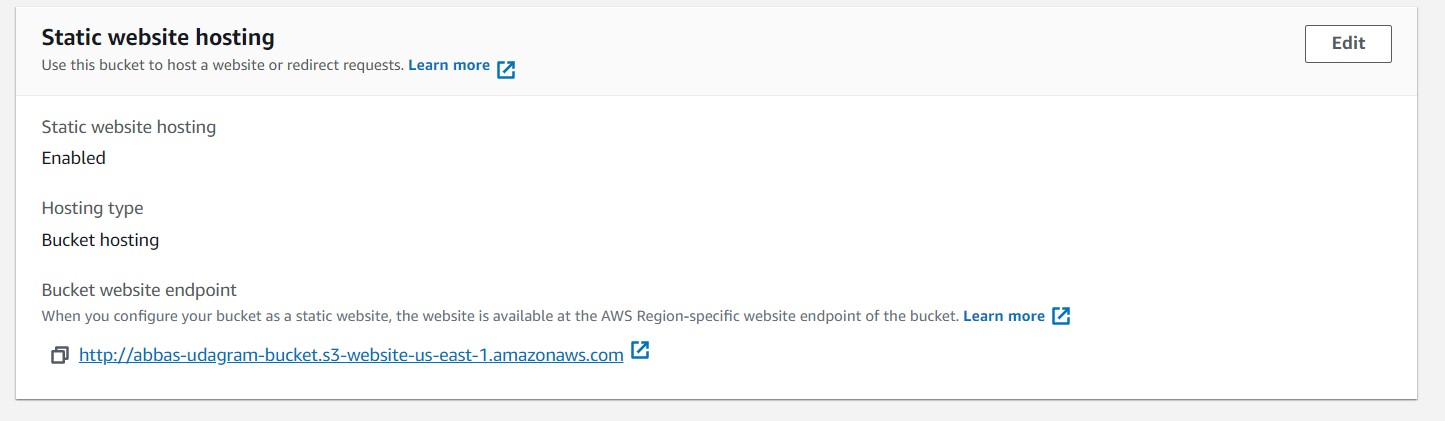 Static website hosting
Edit
Use this bucket to host a website or redirect requests. Learn more
Static website hosting
Enabled
Hosting type
Bucket hosting
Bucket website endpoint
When you configure your bucket as a static website, the website is available at the AWS Region-specific website endpoint of the bucket. Learn more
http://abbas-udagram-bucket.s3-website-us-east-1.amazonaws.com